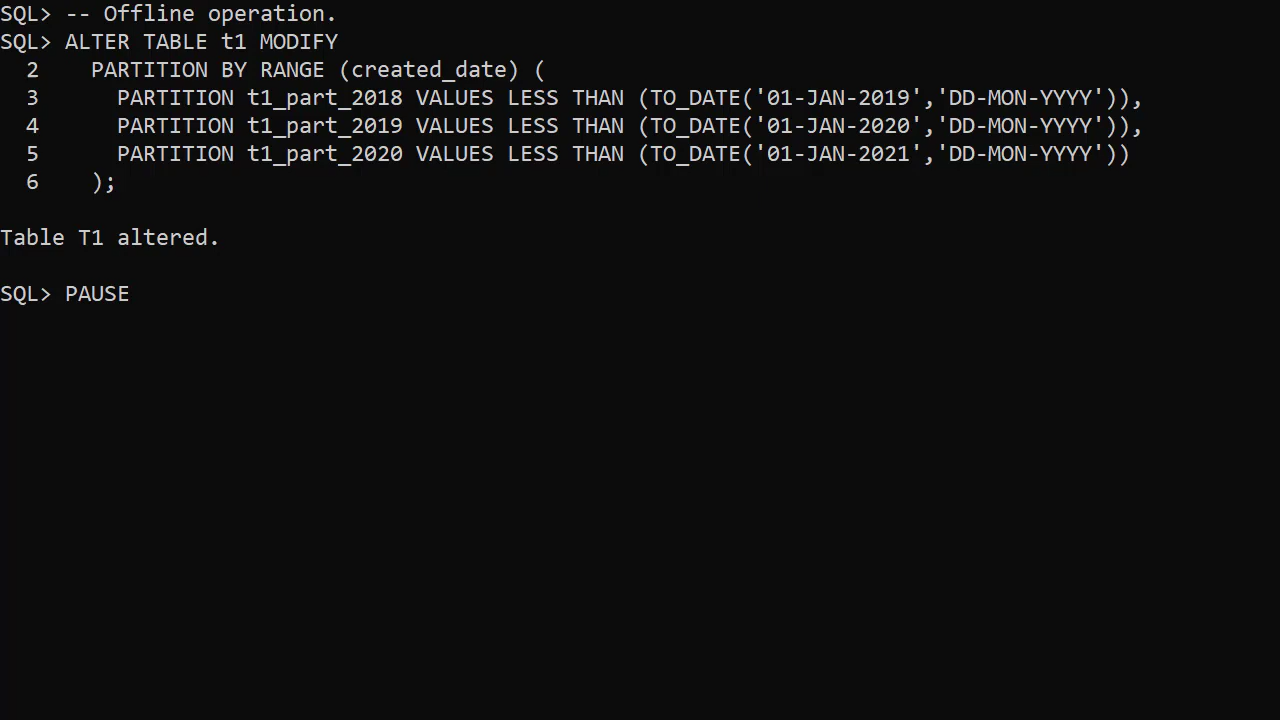 SQL> -- Offline operation.
SQL> ALTER TABLE t1 MODIFY
  2    PARTITION BY RANGE (created_date) (
  3      PARTITION t1_part_2018 VALUES LESS THAN (TO_DATE('01-JAN-2019','DD-MON-YYYY')),
  4      PARTITION t1_part_2019 VALUES LESS THAN (TO_DATE('01-JAN-2020','DD-MON-YYYY')),
  5      PARTITION t1_part_2020 VALUES LESS THAN (TO_DATE('01-JAN-2021','DD-MON-YYYY'))
  6    );
Table T1 altered.
SQL> PAUSE